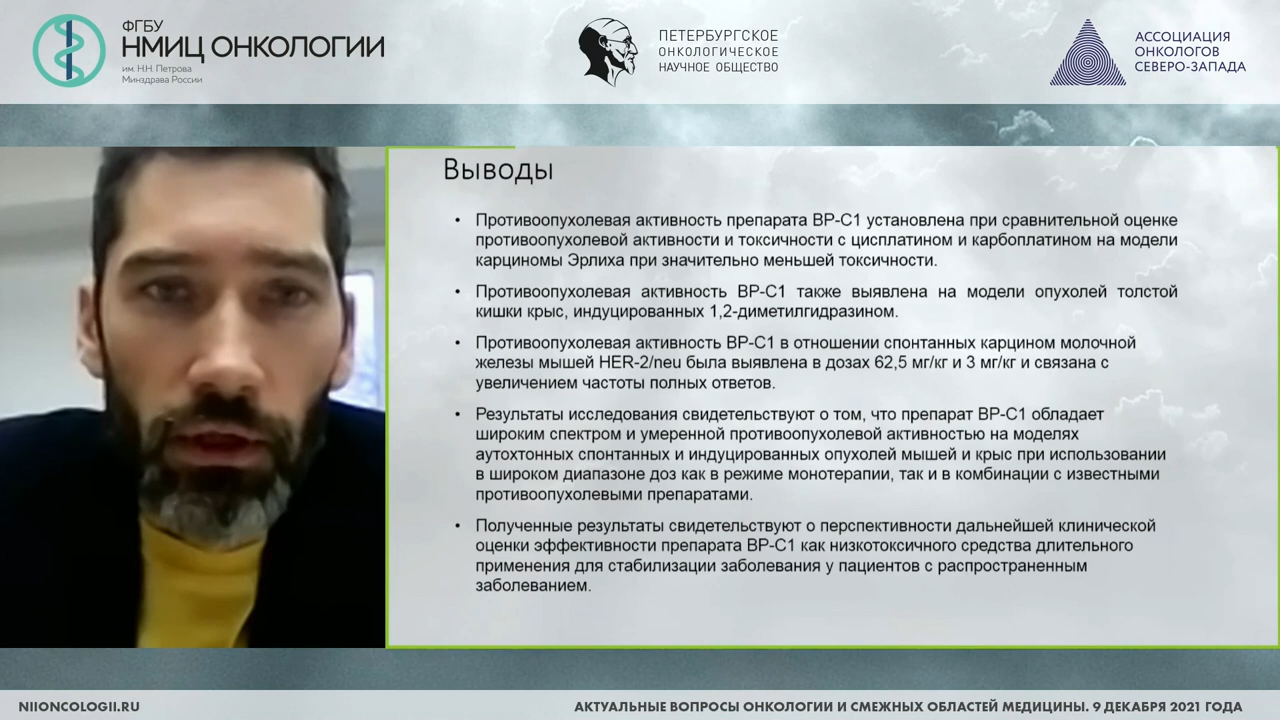 ФГБУ
НМИЦ ОНКОЛОГИИ
им. Н.Н. Петрова
Минздрава России
ПЕТЕРБУРГСКОЕ
ОНКОЛОГИЧЕСКОЕ
НАУЧНОЕ ОБЩЕСТВО
АССОЦИАЦИЯ
ОНКОЛОГОВ
СЕВЕРО-ЗАПАДА
Выводы
• Противоопухолевая активность препарата BP-C1 установлена при сравнительной оценке
противоопухолевой активности и токсичности с цисплатином и карбоплатином на модели
карциномы Эрлиха при значительно меньшей токсичности.
• Противоопухолевая активность BP-C1 также выявлена на модели опухолей толстой
кишки крыс, индуцированных 1,2-диметилгидразином.
• Противоопухолевая активность BP-C1 в отношении спонтанных карцином молочной
железы мышей HER-2/neu была выявлена в дозах 62,5 мг/кг и 3 мг/кг и связана с
увеличением частоты полных ответов.
• Результаты исследования свидетельствуют о том, что препарат BP-C1 обладает
широким спектром и умеренной противоопухолевой активностью на моделях
аутохтонных спонтанных и индуцированных опухолей мышей и крыс при использовании
в широком диапазоне доз как в режиме монотерапии, так и в комбинации с известными
противоопухолевыми препаратами.
• Полученные результаты свидетельствуют о перспективности дальнейшей клинической
оценки эффективности препарата BP-C1 как низкотоксичного средства длительного
применения для стабилизации заболевания у пациентов с распространенным
заболеванием.
NIIONCOLOGII.RU
АКТУАЛЬНЫЕ ВОПРОСЫ ОНКОЛОГИИ И СМЕЖНЫХ ОБЛАСТЕЙ МЕДИЦИНЫ. 9 ДЕКАБРЯ 2021 ГОДА